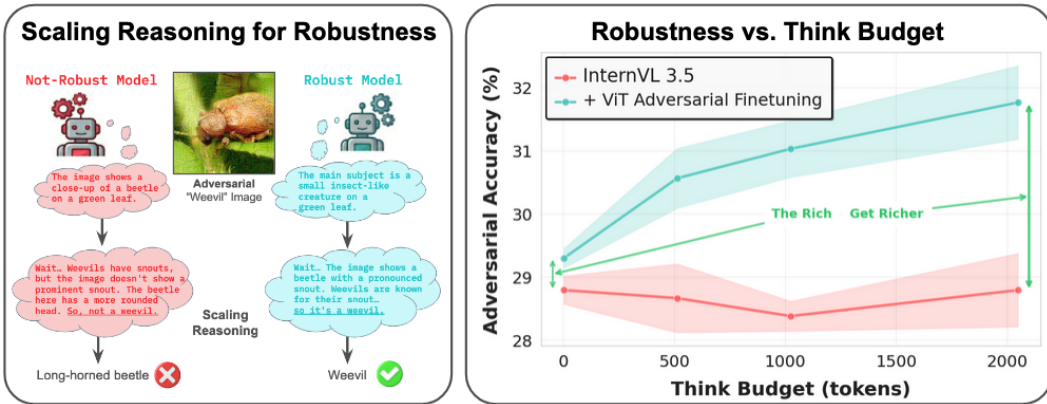 Scaling Reasoning for Robustness
Not-Robust Model
Robust Model
The image shows a
close-up of a beetle
on a green leaf.
Adversarial
"Weevil" Image
The main subject is a
small insect-like
creature on a
green leaf.
Wait… Weevils have snouts,
but the image doesn't show a
prominent snout. The beetle
here has a more rounded
head. So, not a weevil.
Scaling
Reasoning
Wait… The image shows a
beetle with a pronounced
snout. Weevils are known
for their snout…
so it's a weevil.
Long-horned beetle
Weevil
Robustness vs. Think Budget
InternVL 3.5
+ ViT Adversarial Finetuning
Adversarial Accuracy (%)
32
31
30
29
28
The Rich Get Richer
0
500
1000
1500
2000
Think Budget (tokens)